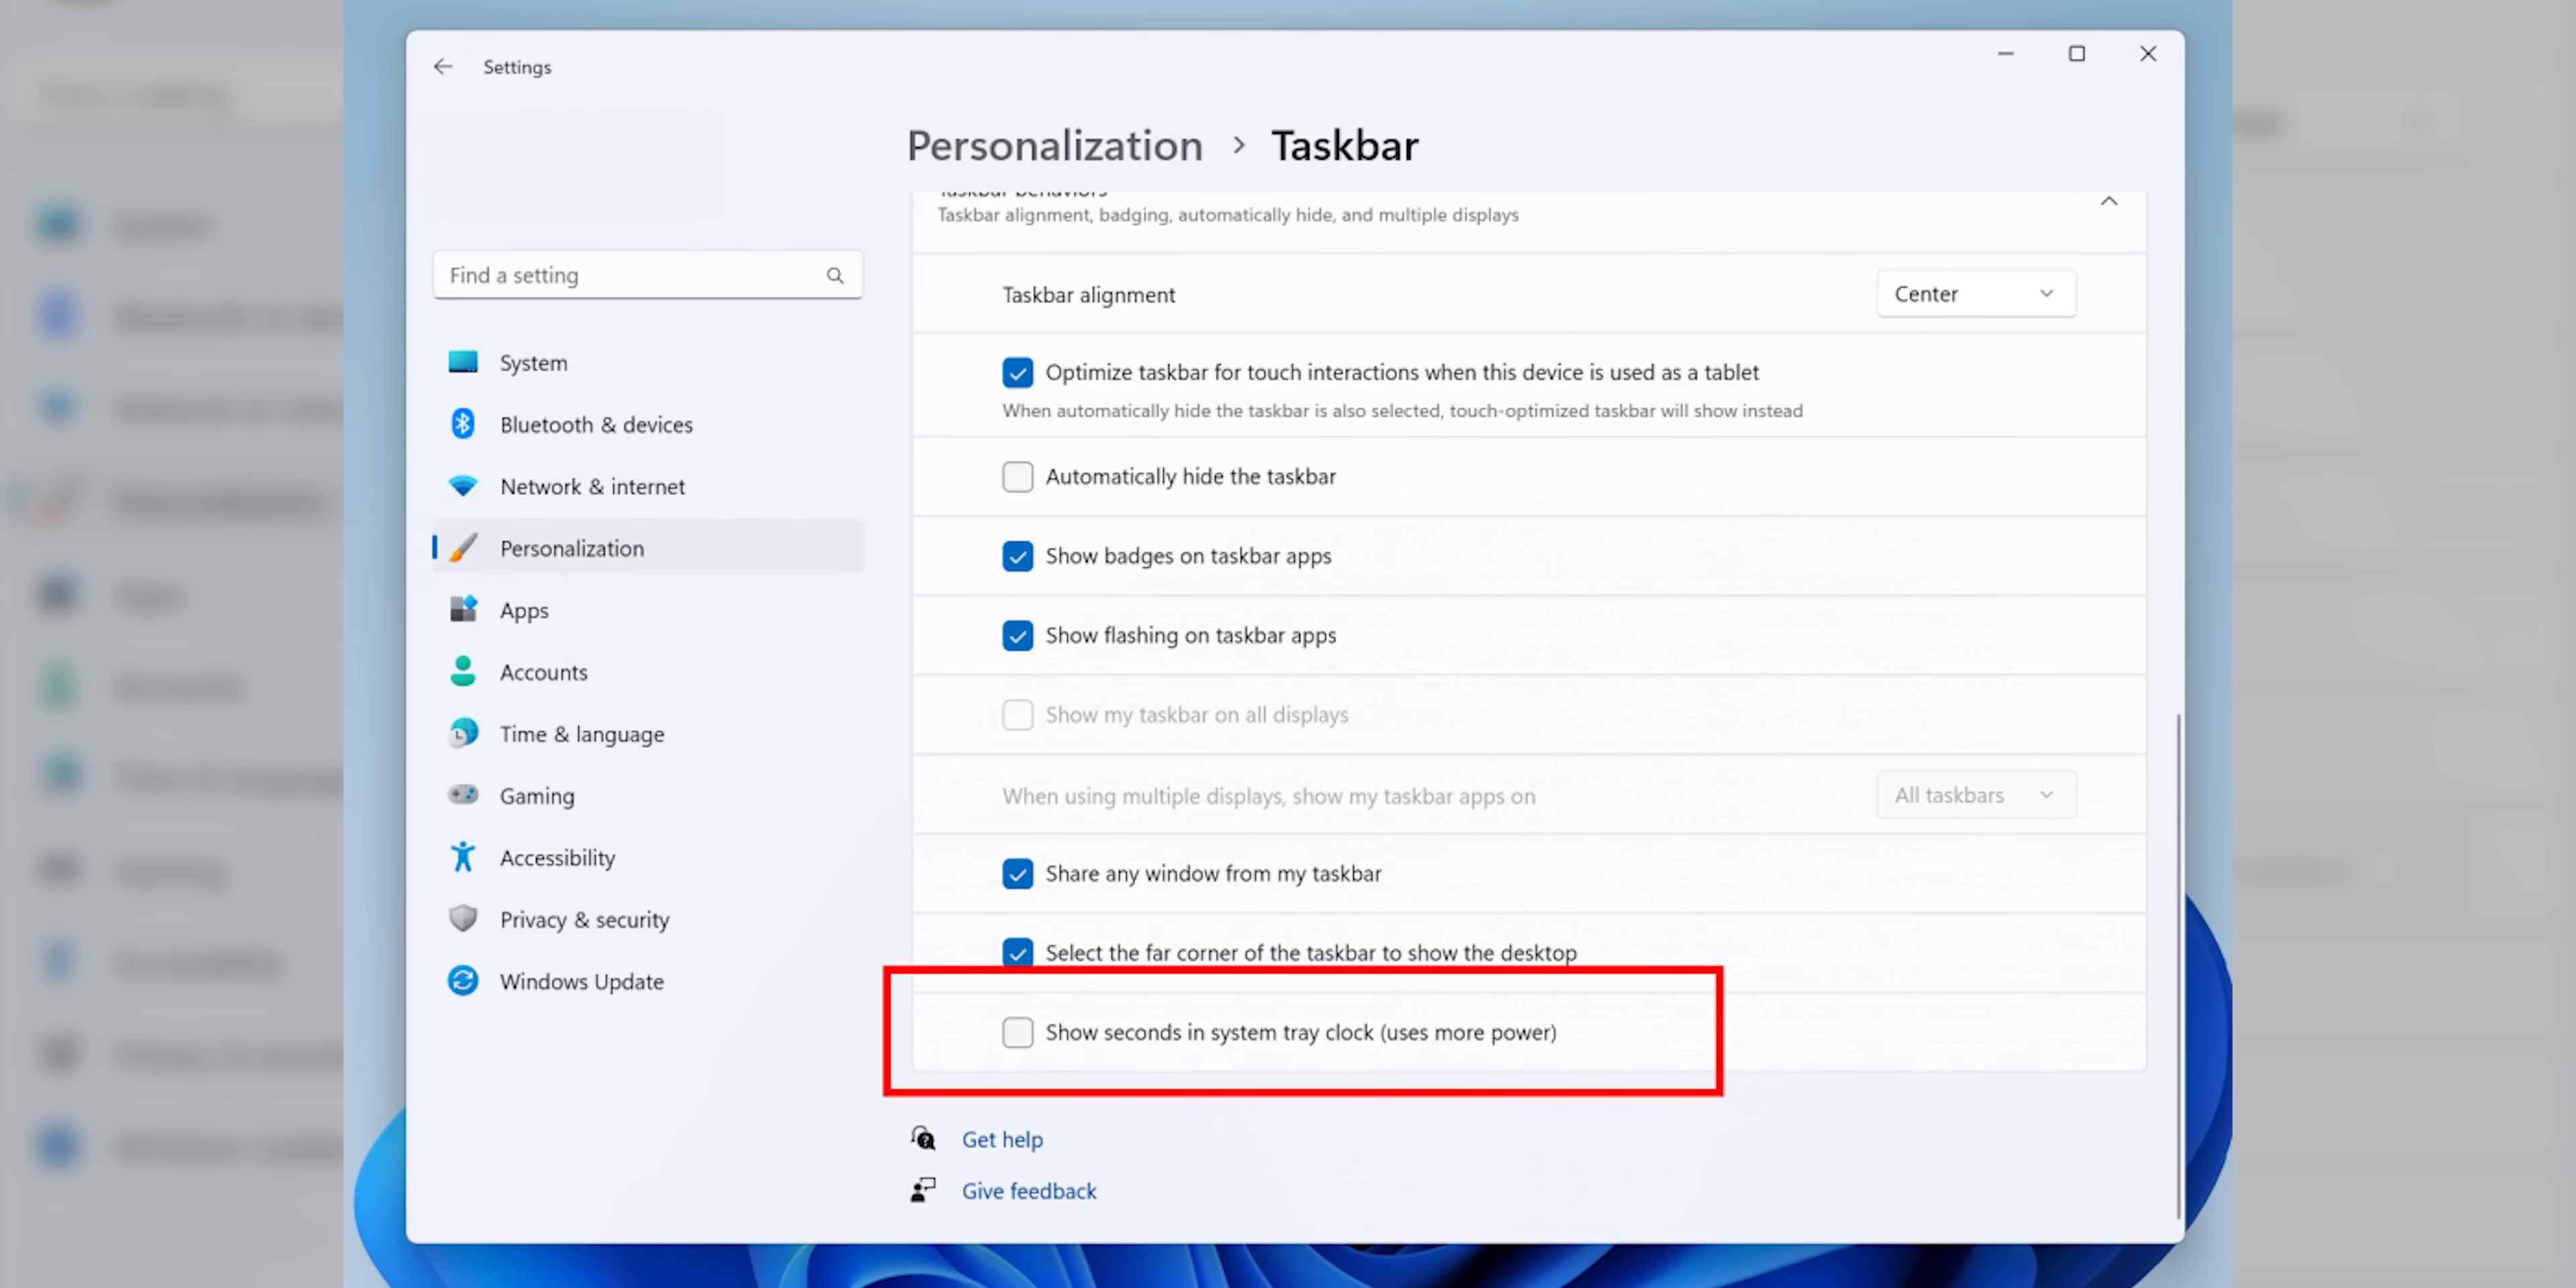 Settings
Personalization > Taskbar
Taskbar behaviors
Taskbar alignment, badging, automatically hide, and multiple displays
Find a setting
System
Bluetooth & devices
Network & internet
Personalization
Apps
Accounts
Time & language
Gaming
Accessibility
Privacy & security
Windows Update
Taskbar alignment
Center
Optimize taskbar for touch interactions when this device is used as a tablet
When automatically hide the taskbar is also selected, touch-optimized taskbar will show instead
Automatically hide the taskbar
Show badges on taskbar apps
Show flashing on taskbar apps
Show my taskbar on all displays
When using multiple displays, show my taskbar apps on
All taskbars
Share any window from my taskbar
Select the far corner of the taskbar to show the desktop
Show seconds in system tray clock (uses more power)
Get help
Give feedback